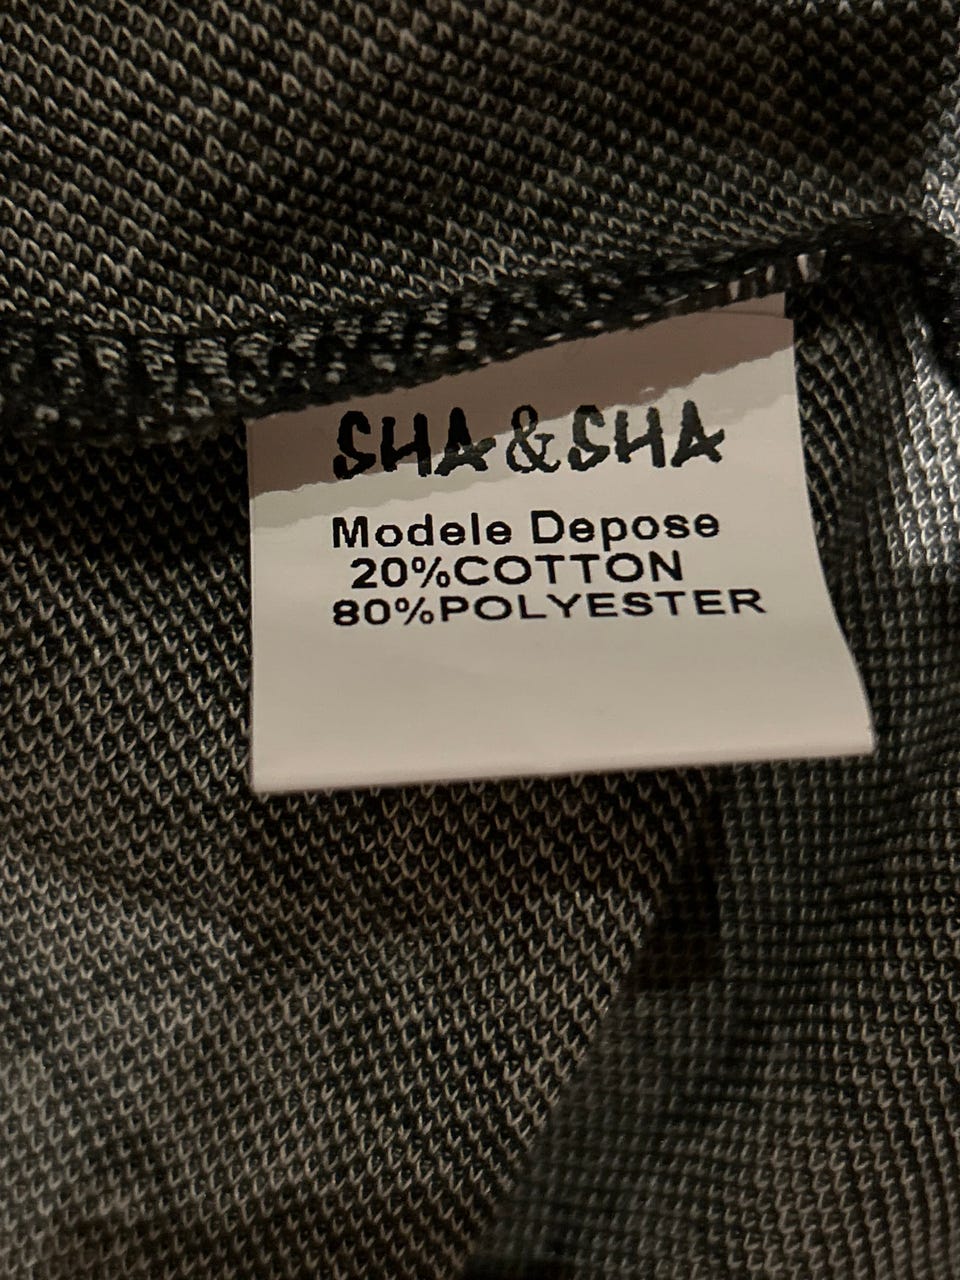 SHA&SHA
Modele Depose
20%COTTON
80%POLYESTER